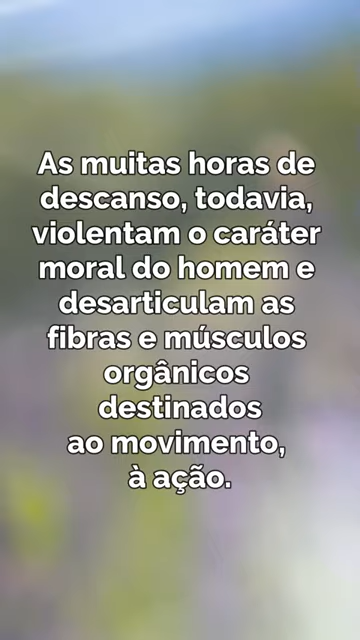 As muitas horas de
descanso, todavia,
violentam o caráter
moral do homem e
desarticulam as
fibras e músculos
orgânicos
destinados
ao movimento,
à ação.